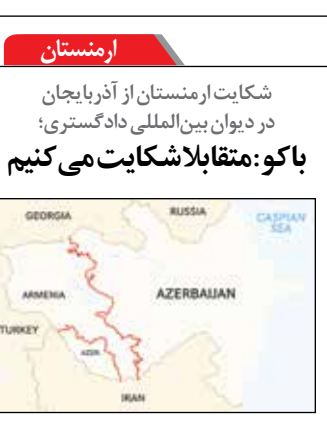 ارمنستان
شکایت ارمنستان از آذربایجان
در دیوان بین‌المللی دادگستری؛
باکو: متقابلا شکایت می‌کنیم
GEORGIA
RUSSIA
CASPIAN
SEA
ARMENIA
AZERBAIJAN
TURKEY
AZER.
IRAN